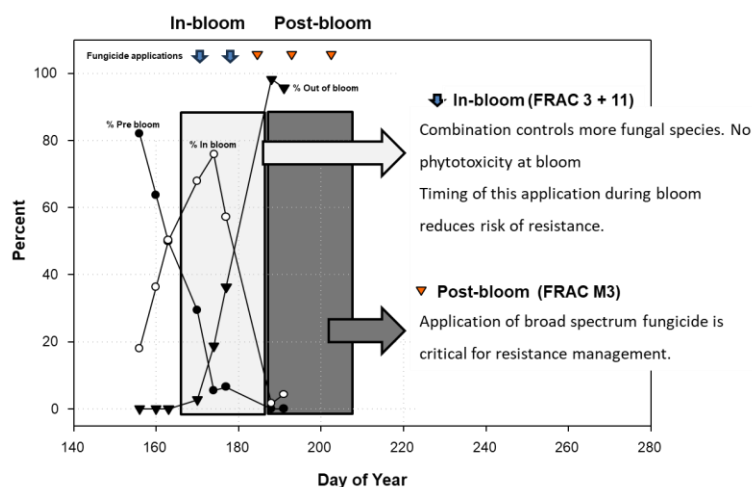 In-bloom Post-bloom
Fungicide applications
100
80
60
40
20
0
Percent
% Pre bloom
% In bloom
% Out of bloom
140 160 180 200 220 240 260 280
Day of Year
In-bloom (FRAC 3 + 11)
Combination controls more fungal species. No
phytotoxicity at bloom
Timing of this application during bloom
reduces risk of resistance.
Post-bloom (FRAC M3)
Application of broad spectrum fungicide is
critical for resistance management.